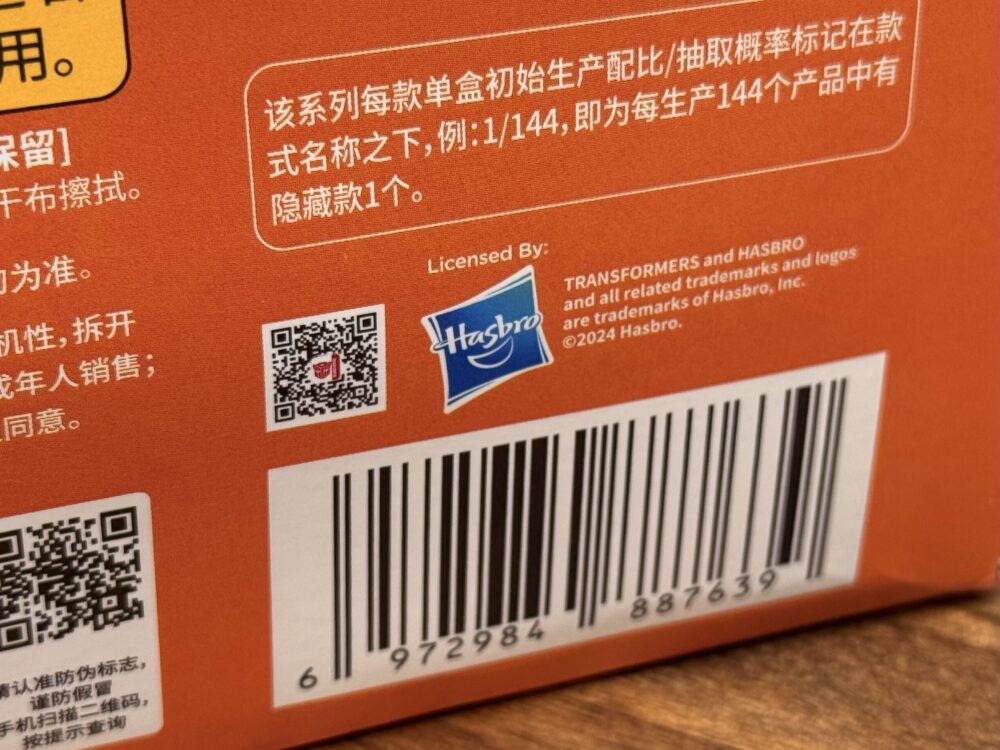 用。
保留]
干布擦拭。
为准。
机性，拆开
成年人销售；
同意。
该系列每款单盒初始生产配比/抽取概率标记在款
式名称之下，例：1/144，即为每生产144个产品中有
隐藏款1个。
Licensed By:
Hasbro
TRANSFORMERS and HASBRO
and all related trademarks and logos
are trademarks of Hasbro, Inc.
©2024 Hasbro.
6 972984 887639
请认准防伪标志，
谨防假冒
手机扫描二维码，
按提示查询